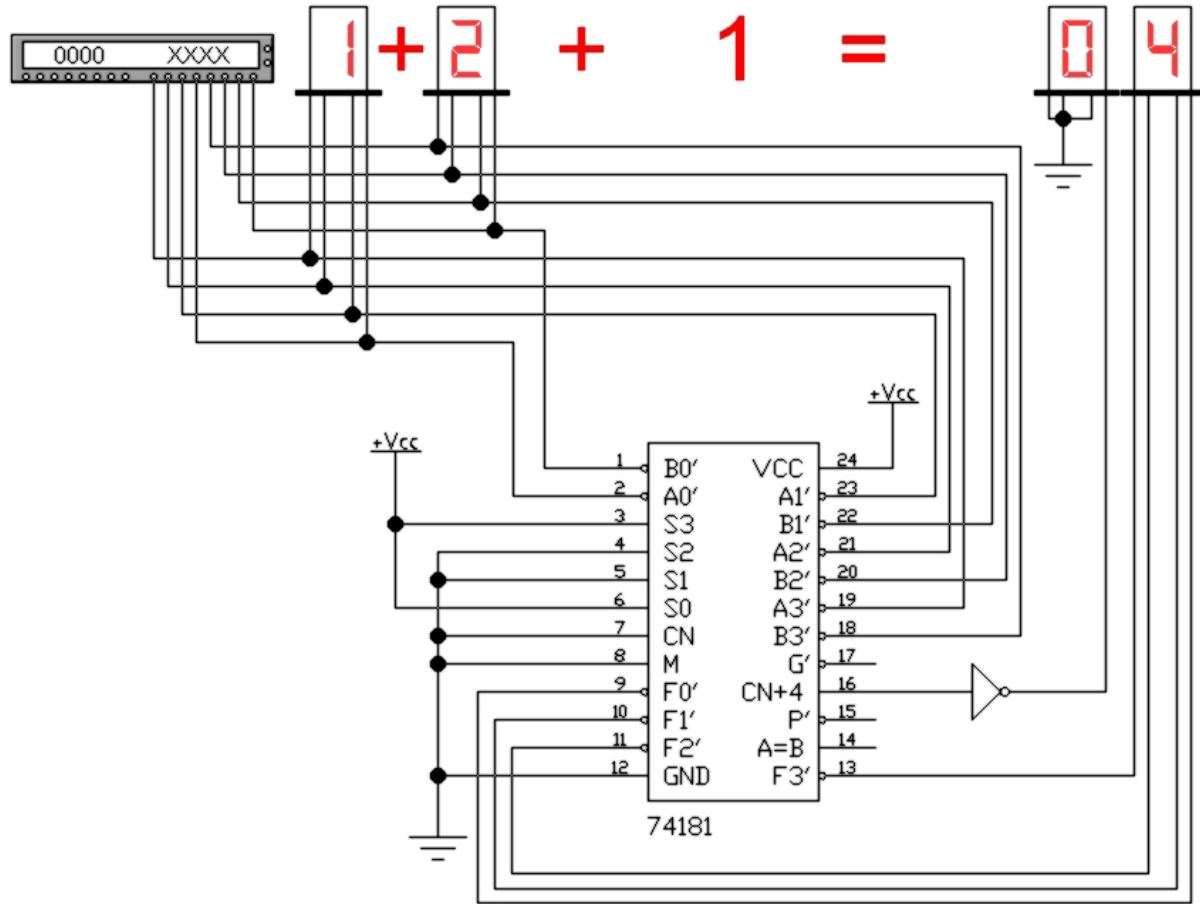 0000 XXXX 1 + 2 + 1 = 0 4
+Vcc
+Vcc
1 B0′ VCC 24
2 A0′ A1′ 23
3 S3 B1′ 22
4 S2 A2′ 21
5 S1 B2′ 20
6 S0 A3′ 19
7 CN B3′ 18
8 M G′ 17
9 F0′ CN+4 16
10 F1′ P′ 15
11 F2′ A=B 14
12 GND F3′ 13
74181